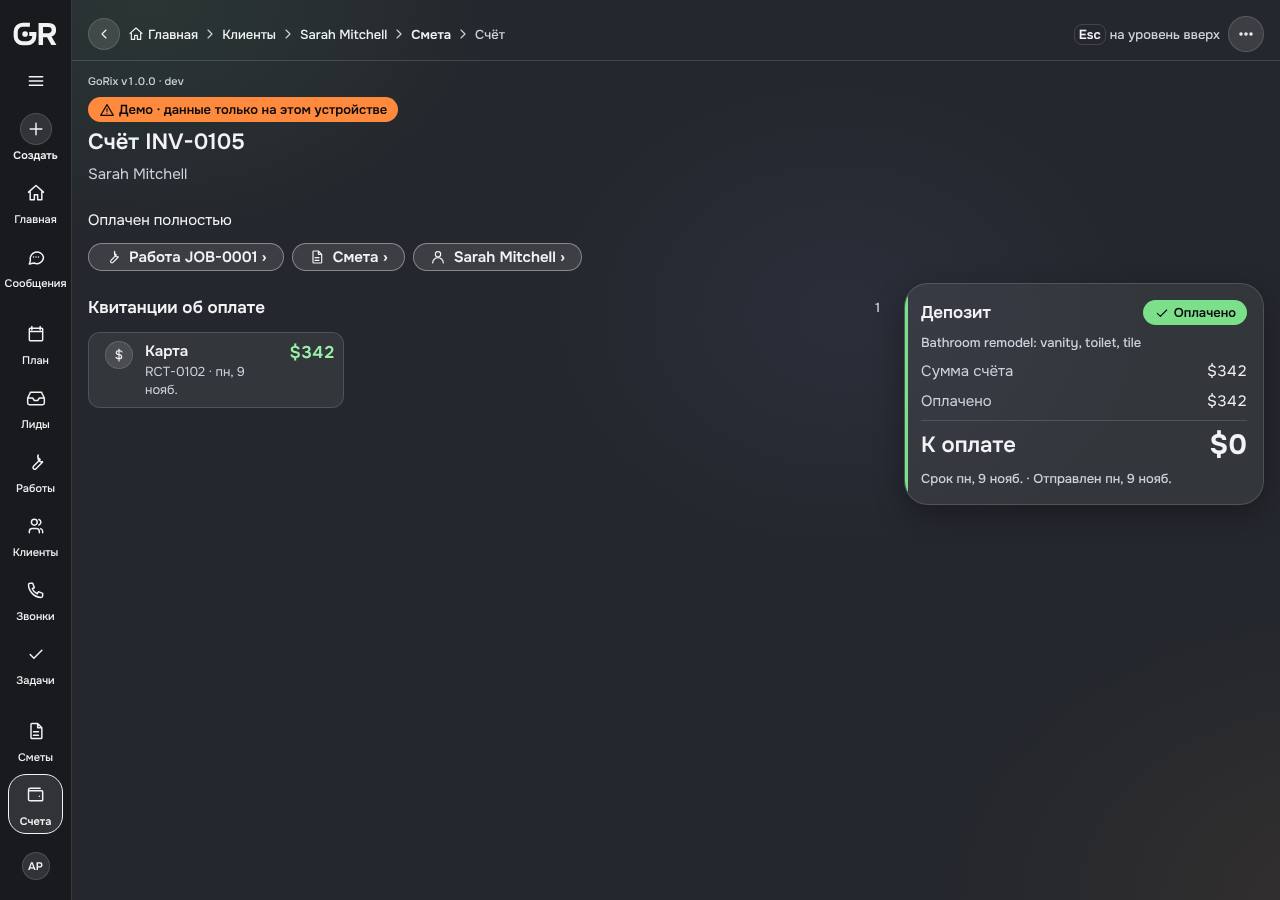 GR
Главная
Клиенты
Sarah Mitchell
Смета
Счёт
Esc на уровень вверх
GoRix v1.0.0 · dev
Демо · данные только на этом устройстве
Счёт INV-0105
Sarah Mitchell
Оплачен полностью
Работа JOB-0001 ›
Смета ›
Sarah Mitchell ›
Квитанции об оплате
1
$
Карта
$342
RCT-0102 · пн, 9
нояб.
Депозит
Оплачено
Bathroom remodel: vanity, toilet, tile
Сумма счёта
$342
Оплачено
$342
К оплате
$0
Срок пн, 9 нояб. · Отправлен пн, 9 нояб.
Создать
Главная
Сообщения
План
Лиды
Работы
Клиенты
Звонки
Задачи
Сметы
Счета
AP